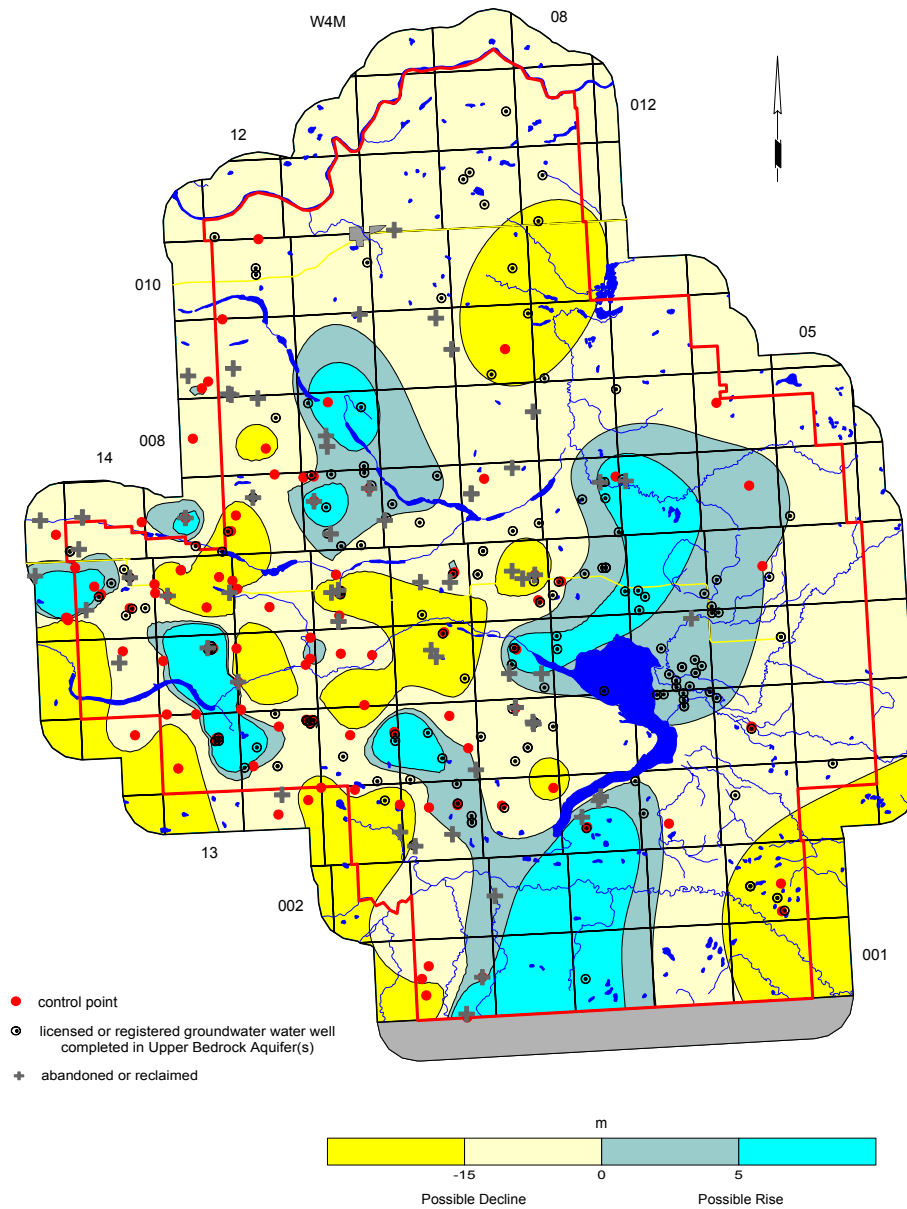 08
W4M
012
12
010
05
008
14
13
002
001
control point
licensed or registered groundwater water well
completed in Upper Bedrock Aquifer(s)
abandoned or reclaimed
m
-15 0 5
Possible Decline Possible Rise